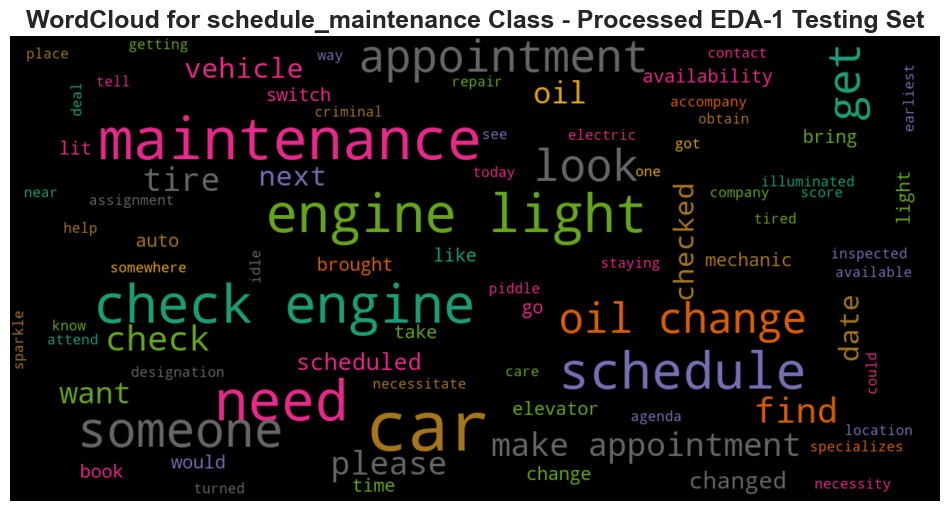 WordCloud for schedule_maintenance Class - Processed EDA-1 Testing Set
place
getting
way
appointment
contact
get
vehicle
tell
deal
switch
repair
oil
availability
earliest
criminal
accompany
obtain
maintenance
see
electric
bring
lit
look
got
tire
next
today
one
illuminated
near
assignment
engine light
checked
company
score
light
help
tired
auto
like
inspected
somewhere
idle
brought
staying
mechanic
available
check engine
piddle
go
oil change
date
sparkle
know
attend
check
take
scheduled
designation
care
schedule
could
want
necessitate
need
car
elevator
agenda
find
someone
location
make appointment
specializes
book
would
please
change
changed
turned
time
necessity